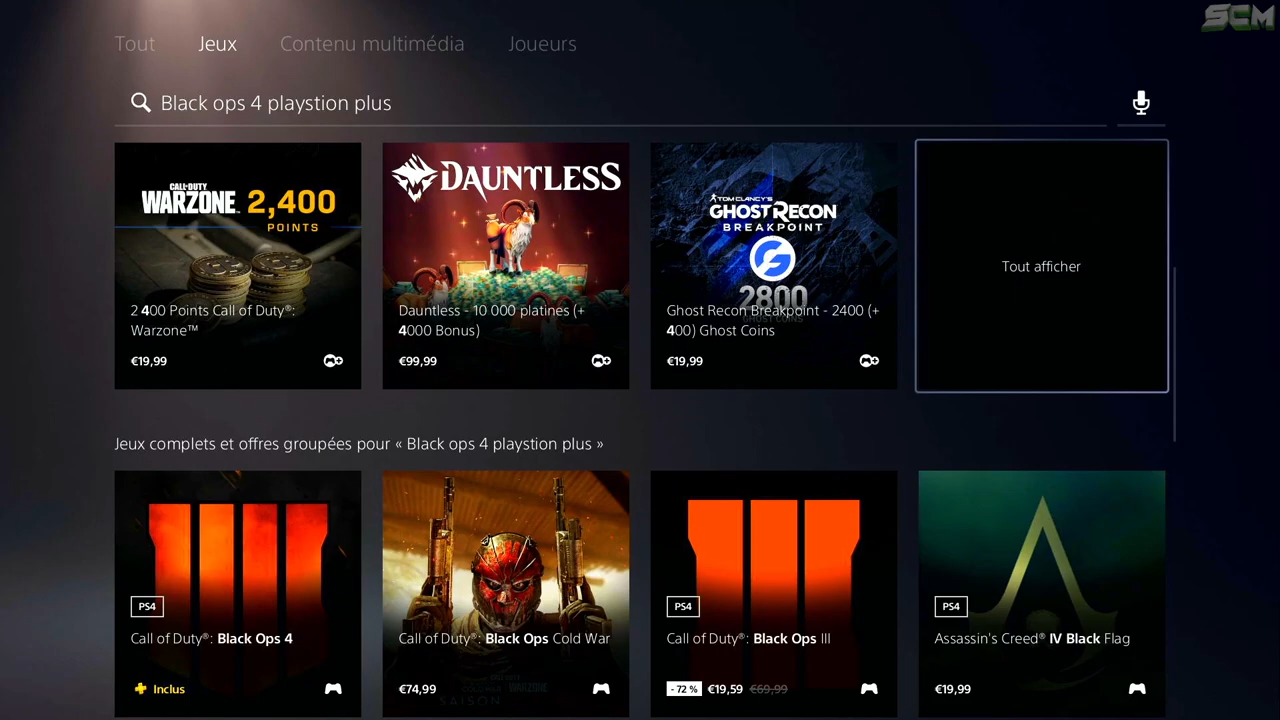 SCM
Tout Jeux Contenu multimédia Joueurs
Black ops 4 playstion plus
CALL OF DUTY
WARZONE 2,400
POINTS
2 400 Points Call of Duty®:
Warzone™
€19,99
DAUNTLESS
Dauntless - 10 000 platines (+
4000 Bonus)
€99,99
TOM CLANCY'S
GHOST RECON
BREAKPOINT
2800
GHOST COINS
Ghost Recon Breakpoint - 2400 (+
400) Ghost Coins
€19,99
Tout afficher
Jeux complets et offres groupées pour « Black ops 4 playstion plus »
PS4
Call of Duty®: Black Ops 4
Inclus
Call of Duty®: Black Ops Cold War
WARZONE
SAISON
€74,99
PS4
Call of Duty®: Black Ops III
- 72 % €19,59 €69,99
PS4
Assassin's Creed® IV Black Flag
€19,99